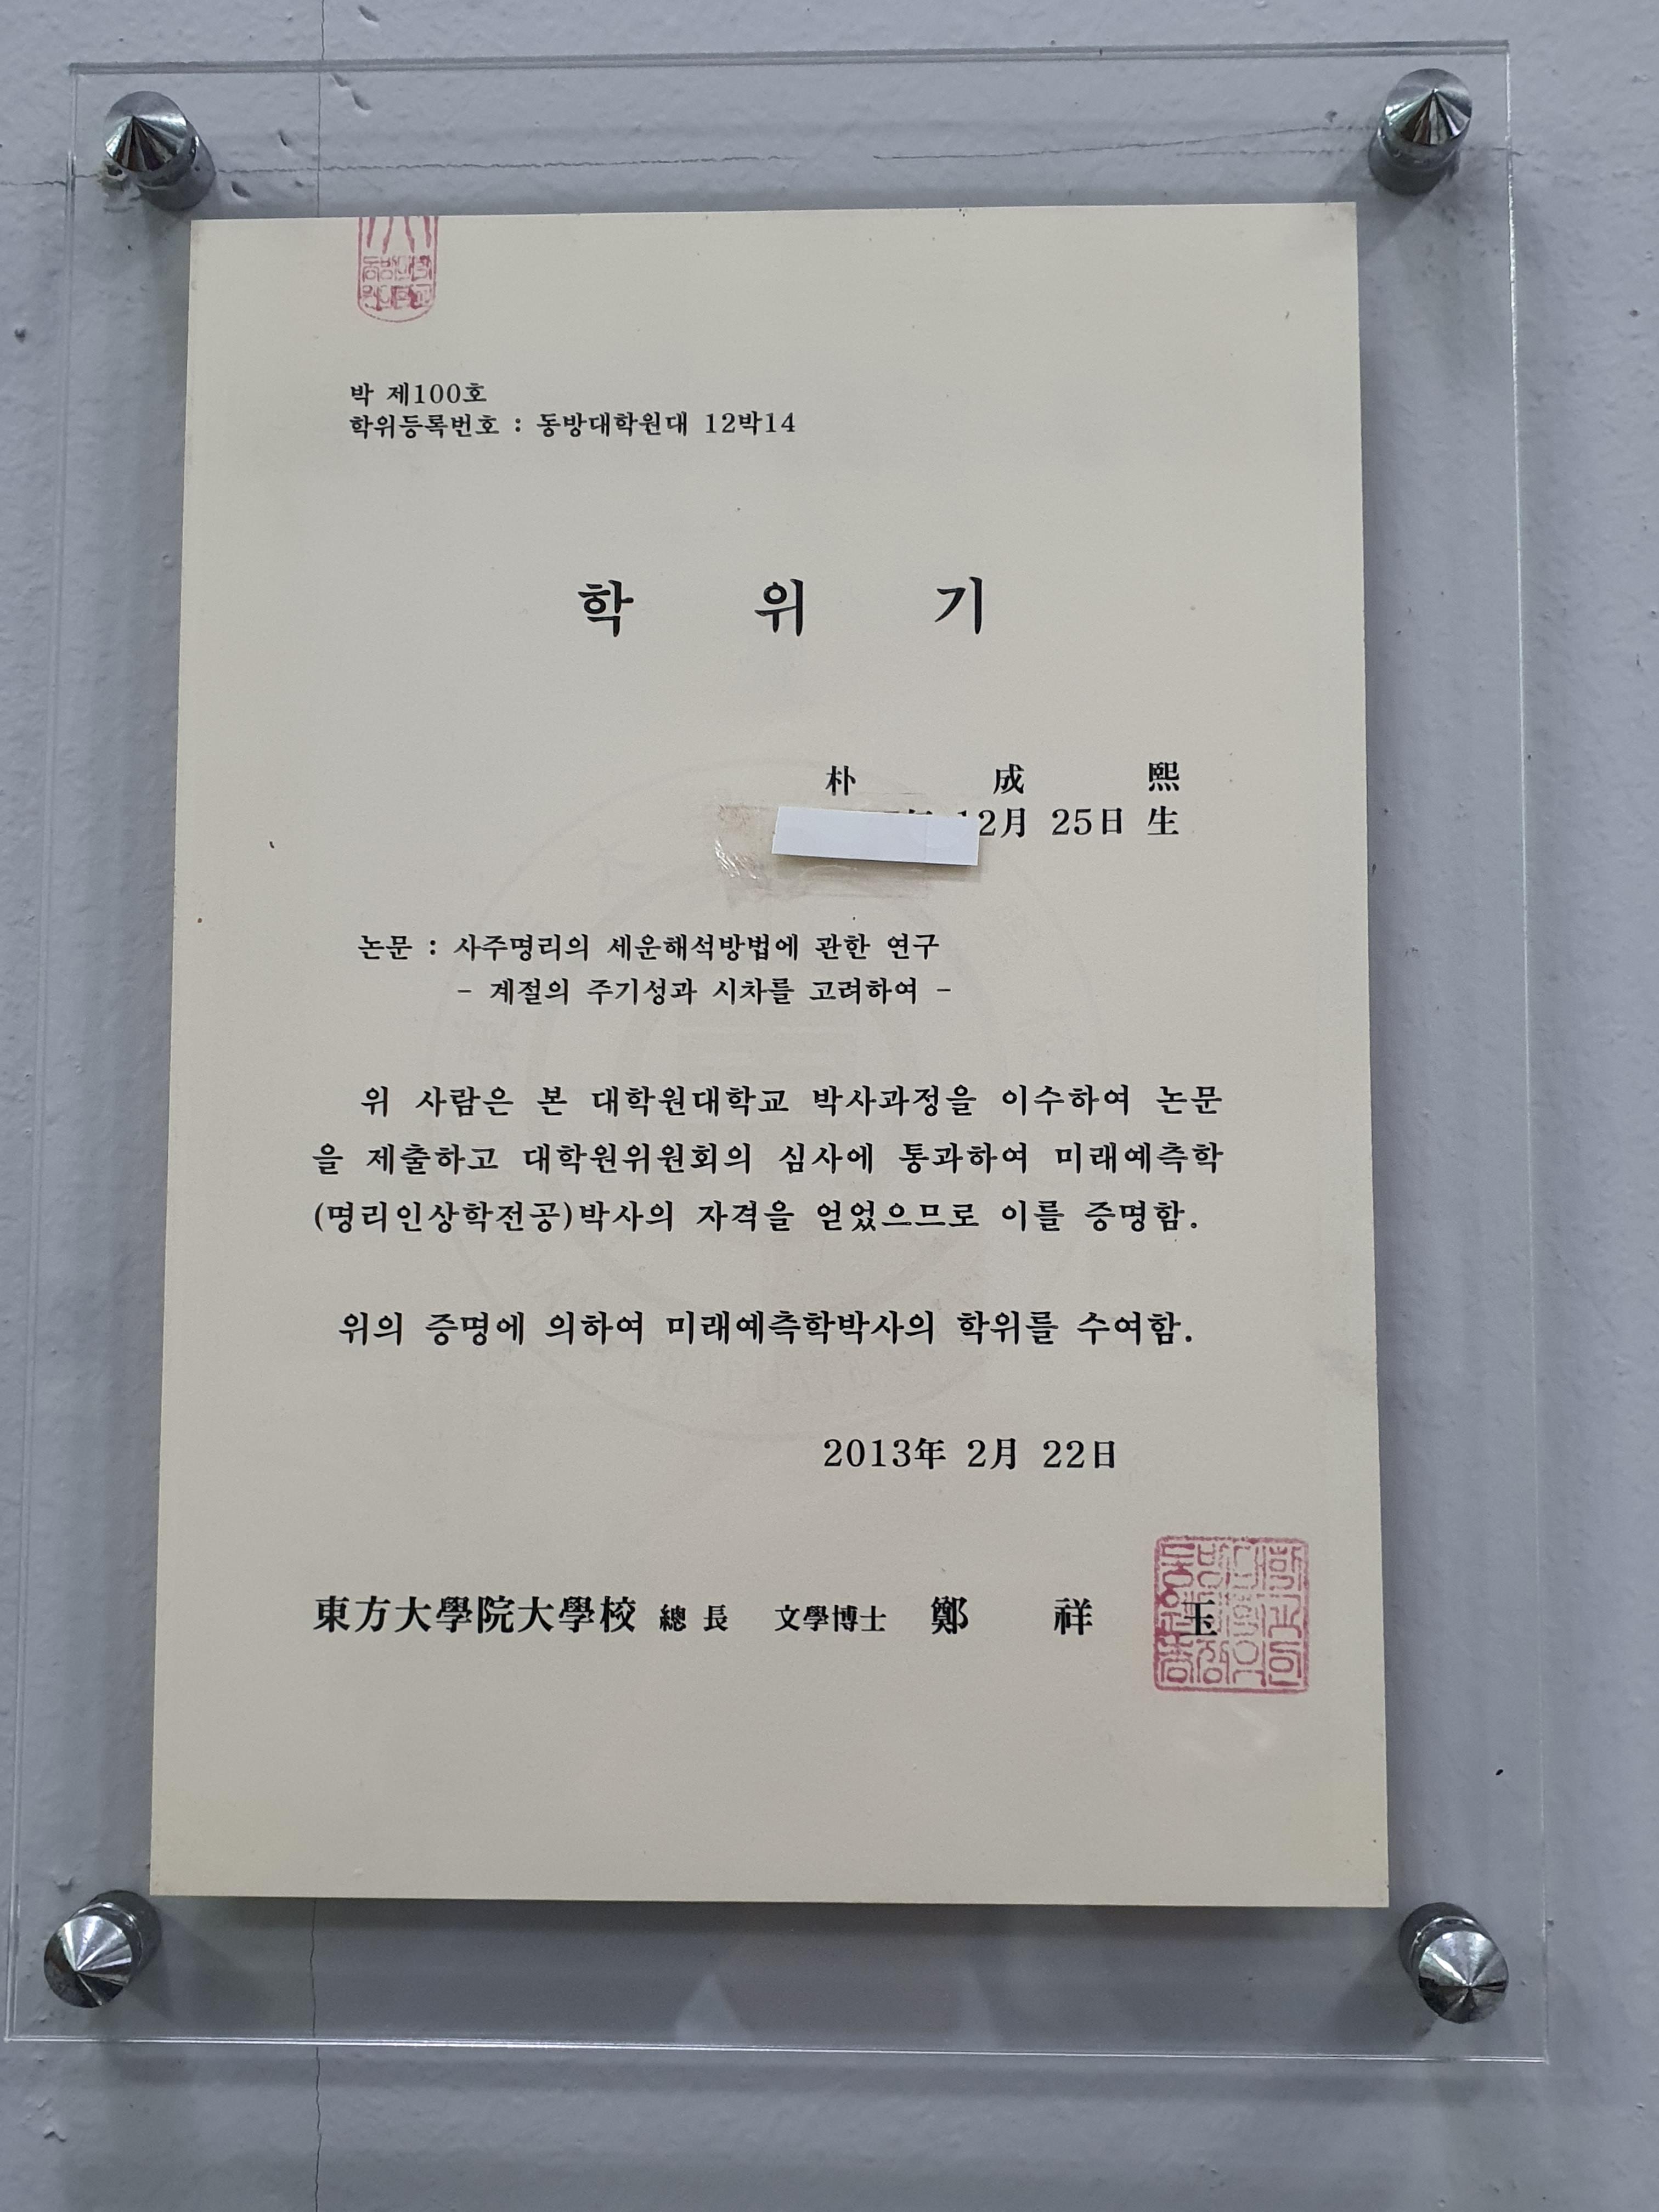 박 제100호
학위등록번호 : 동방대학원대 12박14
학 위 기
朴 成 熙
12月 25日 生
논문 : 사주명리의 세운해석방법에 관한 연구
- 계절의 주기성과 시차를 고려하여 -
위 사람은 본 대학원대학교 박사과정을 이수하여 논문
을 제출하고 대학원위원회의 심사에 통과하여 미래예측학
(명리인상학전공)박사의 자격을 얻었으므로 이를 증명함.
위의 증명에 의하여 미래예측학박사의 학위를 수여함.
2013年 2月 22日
東方大學院大學校 總 長 文學博士 鄭 祥 玉